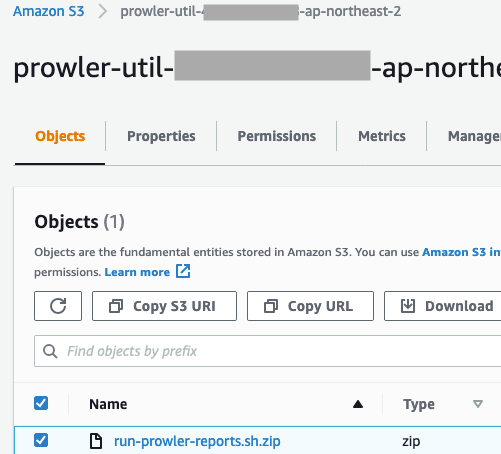 Amazon S3 > prowler-util-4 -ap-northeast-2
prowler-util- -ap-northe
Objects Properties Permissions Metrics Manage
Objects (1)
Objects are the fundamental entities stored in Amazon S3. You can use Amazon S3 in
permissions. Learn more
Copy S3 URI Copy URL Download
Find objects by prefix
Name Type
run-prowler-reports.sh.zip zip